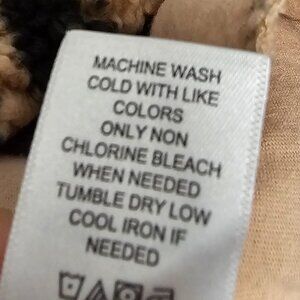 MACHINE WASH
COLD WITH LIKE
COLORS
ONLY NON
CHLORINE BLEACH
WHEN NEEDED
TUMBLE DRY LOW
COOL IRON IF
NEEDED